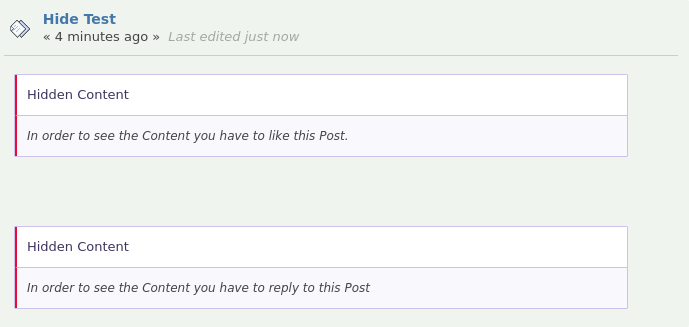 Hide Test
« 4 minutes ago » Last edited just now
Hidden Content
In order to see the Content you have to like this Post.
Hidden Content
In order to see the Content you have to reply to this Post